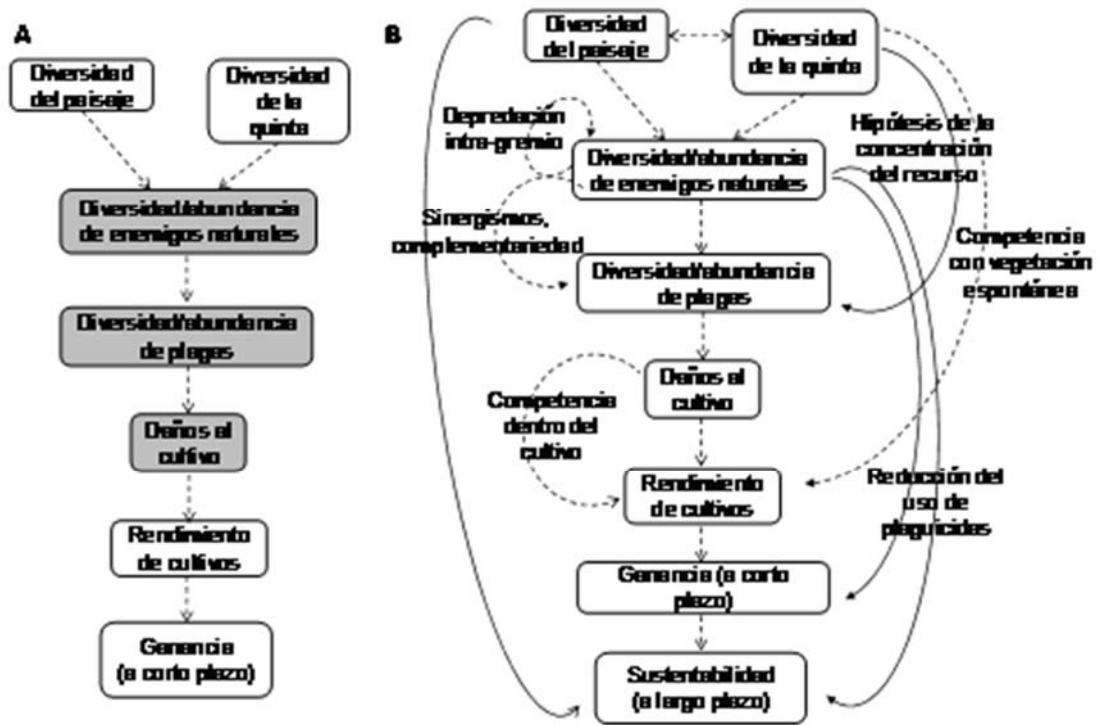 A
Diversidad
del paisaje
Diversidad
de la
quinta
Diversidad/abundancia
de enemigos naturales
Diversidad/abundancia
de plagas
Daños al
cultivo
Rendimiento
de cultivos
Ganancia
(a corto plazo)
B
Diversidad
del paisaje
Diversidad
de la quinta
Depredación
intra-gremio
Hipótesis de la
concentración
del recurso
Diversidad/abundancia
de enemigos naturales
Sinergismos,
complementariedad
Competencia
con vegetación
espontánea
Diversidad/abundancia
de plagas
Daños al
cultivo
Competencia
dentro del
cultivo
Rendimiento
de cultivos
Reducción del
uso de
plaguicidas
Ganancia (a corto
plazo)
Sustentabilidad
(a largo plazo)